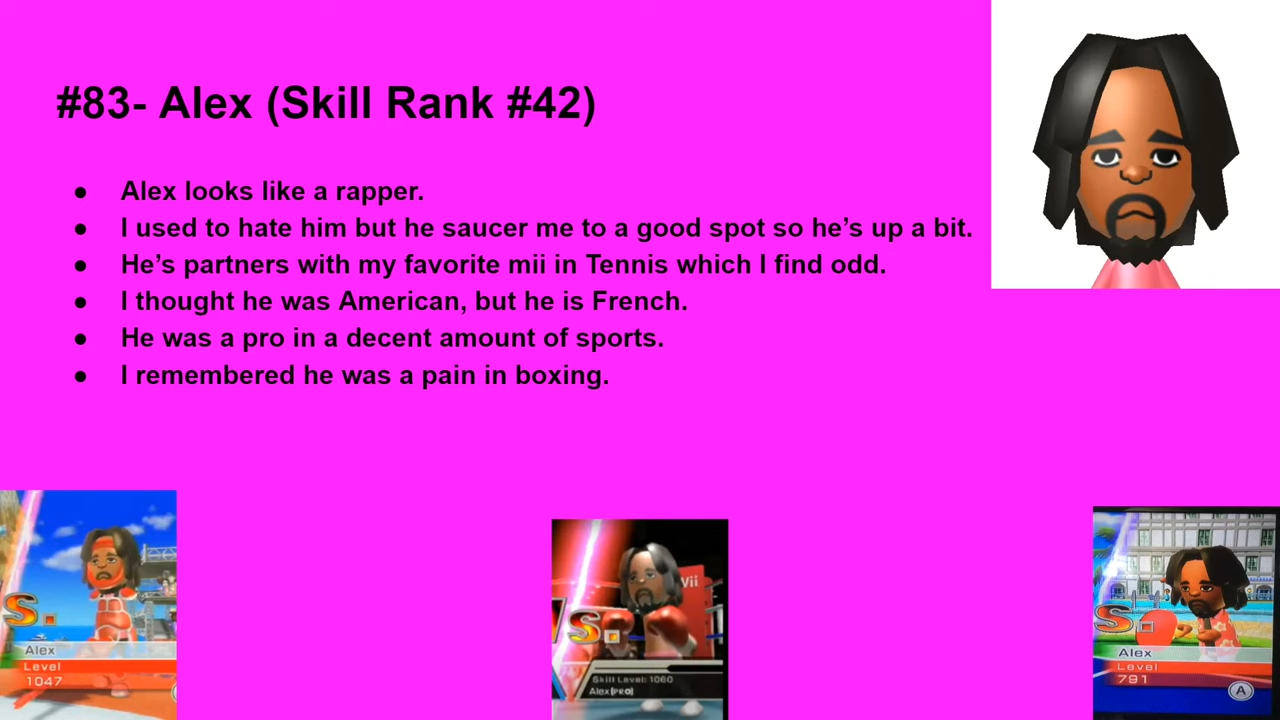 #83- Alex (Skill Rank #42)
● Alex looks like a rapper.
● I used to hate him but he saucer me to a good spot so he’s up a bit.
● He’s partners with my favorite mii in Tennis which I find odd.
● I thought he was American, but he is French.
● He was a pro in a decent amount of sports.
● I remembered he was a pain in boxing.
S.
Alex
Level
1047
Wii
VS.
Skill Level: 1060
Alex(PRO)
S.
Alex
Level
791
A